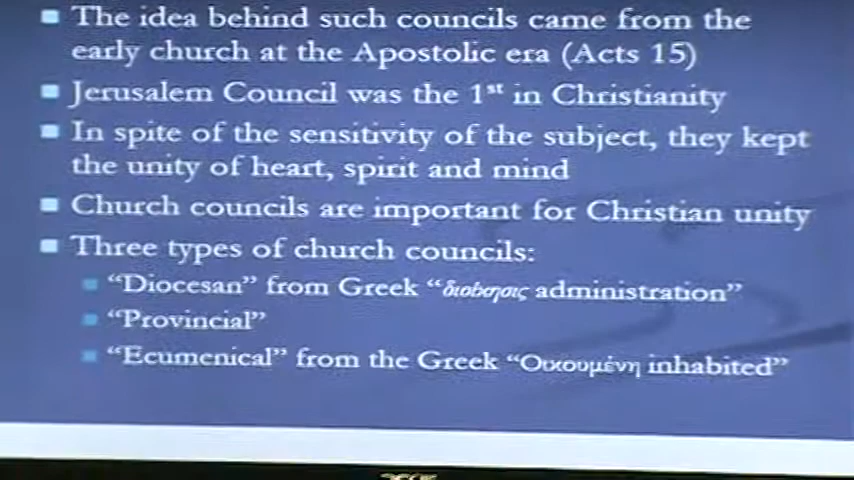 The idea behind such councils came from the
early church at the Apostolic era (Acts 15)
Jerusalem Council was the 1st in Christianity
In spite of the sensitivity of the subject, they kept
the unity of heart, spirit and mind
Church councils are important for Christian unity
Three types of church councils:
"Diocesan" from Greek "διοίκησις administration"
"Provincial"
"Ecumenical" from the Greek "Οικουμένη inhabited"